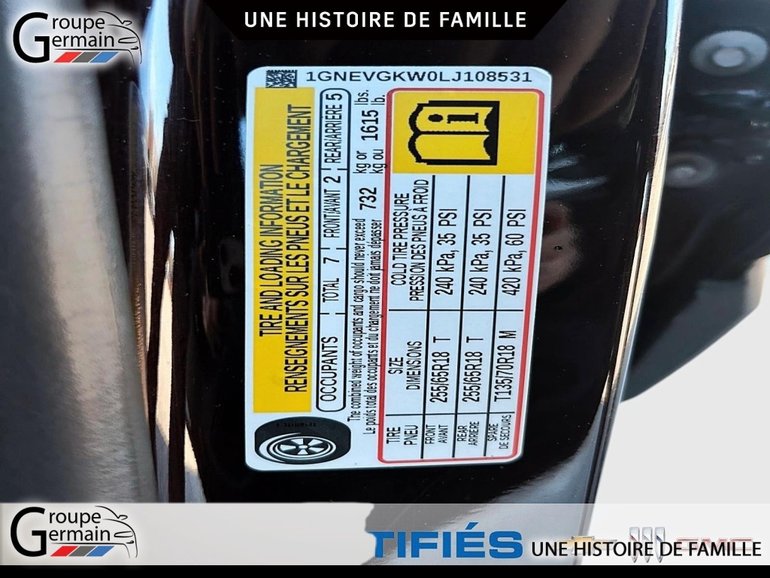 Groupe
Germain
UNE HISTOIRE DE FAMILLE
1GNEVGKW0LJ108531
TIRE AND LOADING INFORMATION
RENSEIGNEMENTS SUR LES PNEUS ET LE CHARGEMENT
OCCUPANTS TOTAL 7 FRONT/AVANT 2 REAR/ARRIERE 5
The combined weight of occupants and cargo should never exceed 732 kg or 1615 lbs.
Le poids total des occupants et du chargement ne doit jamais dépasser kg ou lb.
TIRE SIZE COLD TIRE PRESSURE
PNEU DIMENSIONS PRESSION DES PNEUS À FROID
FRONT
AVANT
255/65R18 T 240 kPa, 35 PSI
REAR
ARRIERE
255/65R18 T 240 kPa, 35 PSI
SPARE
DE SECOURS
T135/70R18 M 420 kPa, 60 PSI
Groupe
Germain
TIFIÉS
UNE HISTOIRE DE FAMILLE